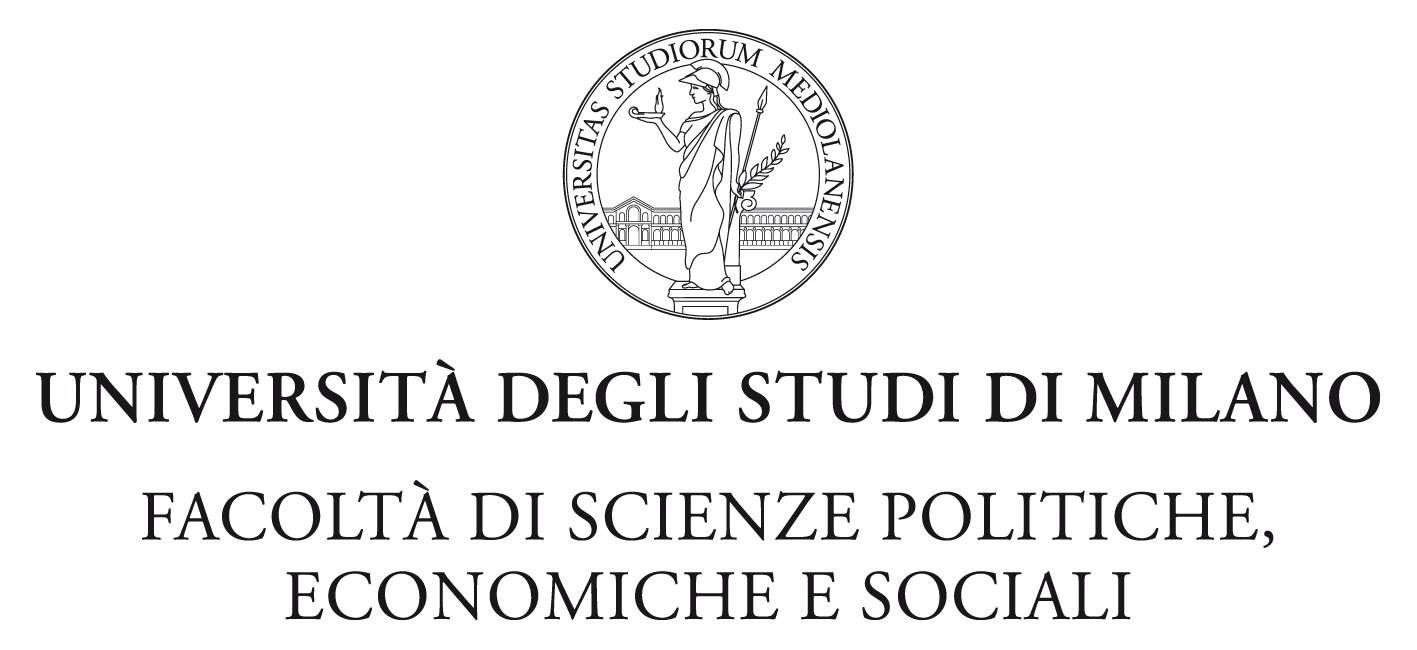 UNIVERSITAS STUDIORUM MEDIOLANENSIS
UNIVERSITÀ DEGLI STUDI DI MILANO
FACOLTÀ DI SCIENZE POLITICHE,
ECONOMICHE E SOCIALI